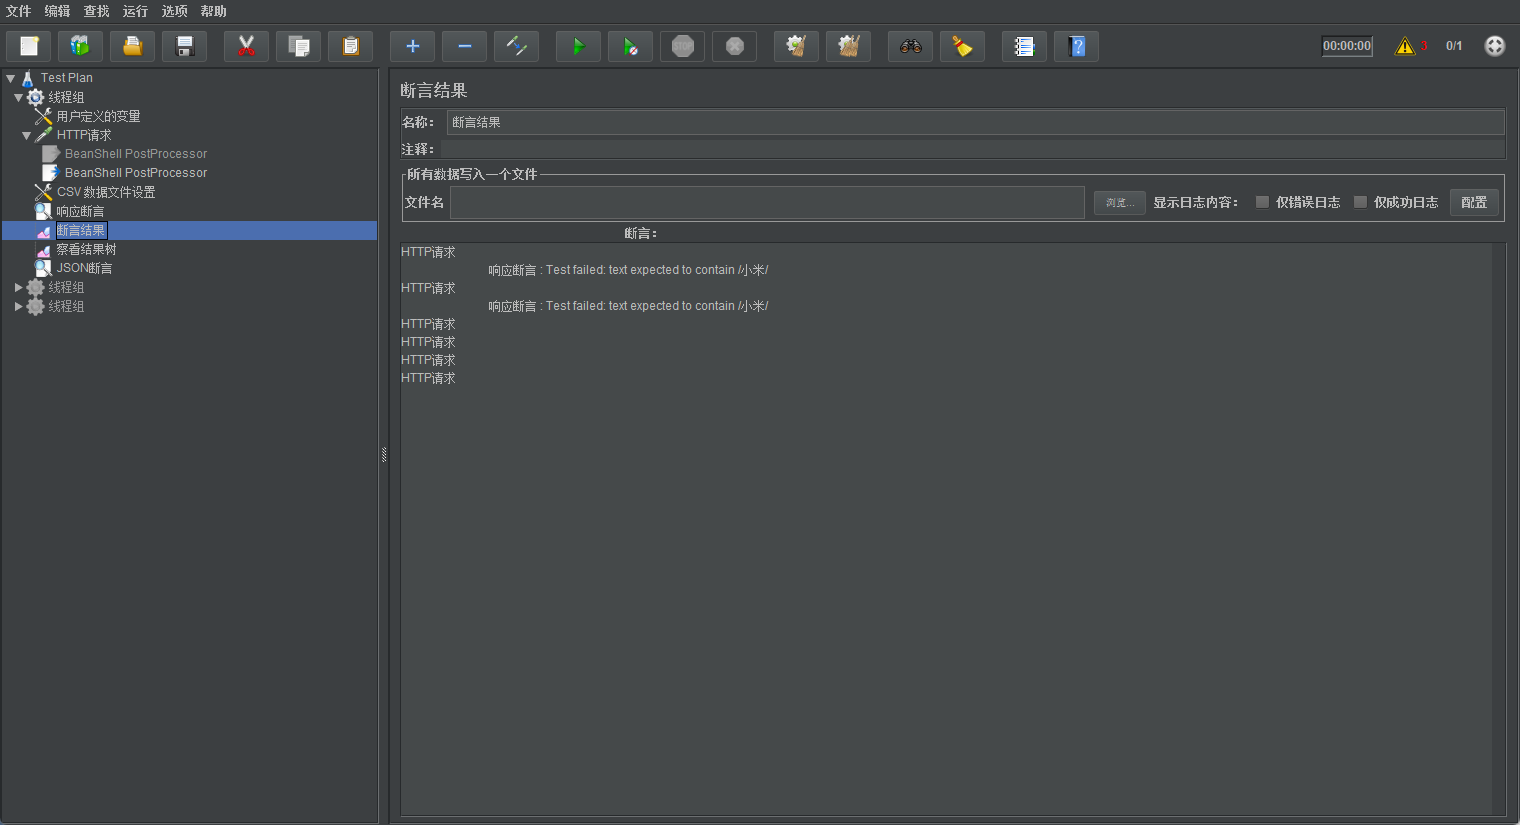 文件 编辑 查找 运行 选项 帮助
STOP
00:00:00 3 0/1
Test Plan
线程组
用户定义的变量
HTTP请求
BeanShell PostProcessor
BeanShell PostProcessor
CSV 数据文件设置
响应断言
断言结果
察看结果树
JSON断言
线程组
线程组
断言结果
名称： 断言结果
注释：
所有数据写入一个文件
文件名 浏览... 显示日志内容： 仅错误日志 仅成功日志 配置
断言：
HTTP请求
响应断言 : Test failed: text expected to contain /小米/
HTTP请求
响应断言 : Test failed: text expected to contain /小米/
HTTP请求
HTTP请求
HTTP请求
HTTP请求